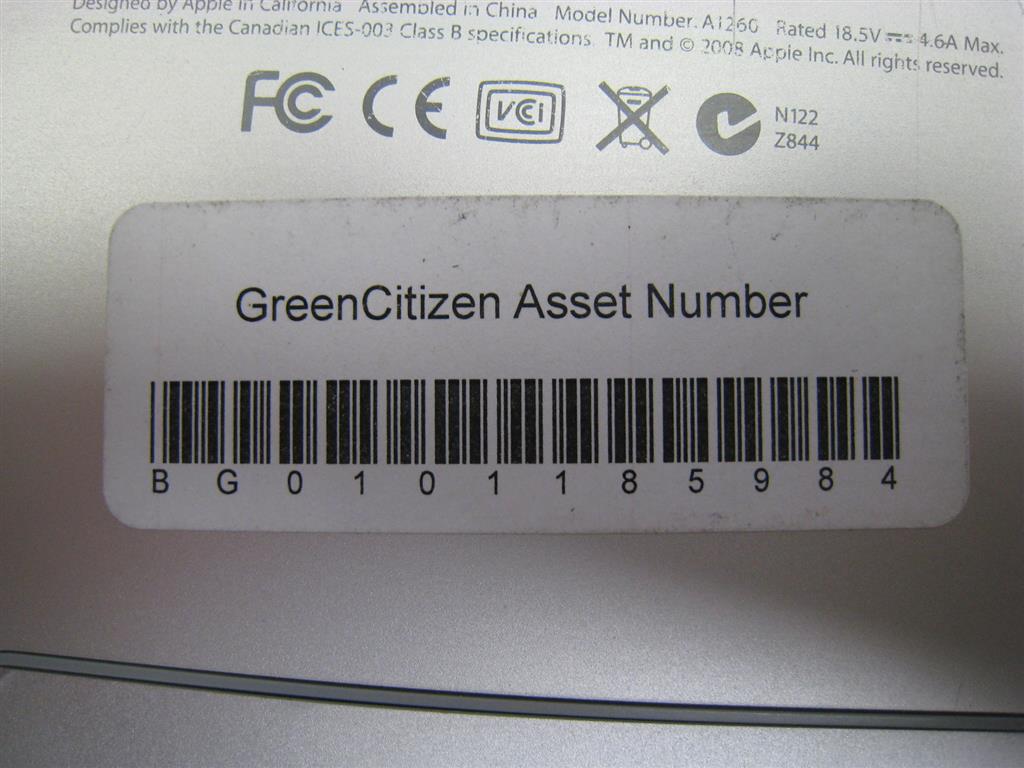 Designed by Apple in California Assembled in China Model Number: A1260 Rated 18.5V 4.6A Max.
Complies with the Canadian ICES-003 Class B specifications. TM and © 2008 Apple Inc. All rights reserved.
FC CE VCI N122
Z844
GreenCitizen Asset Number
BG0101185984